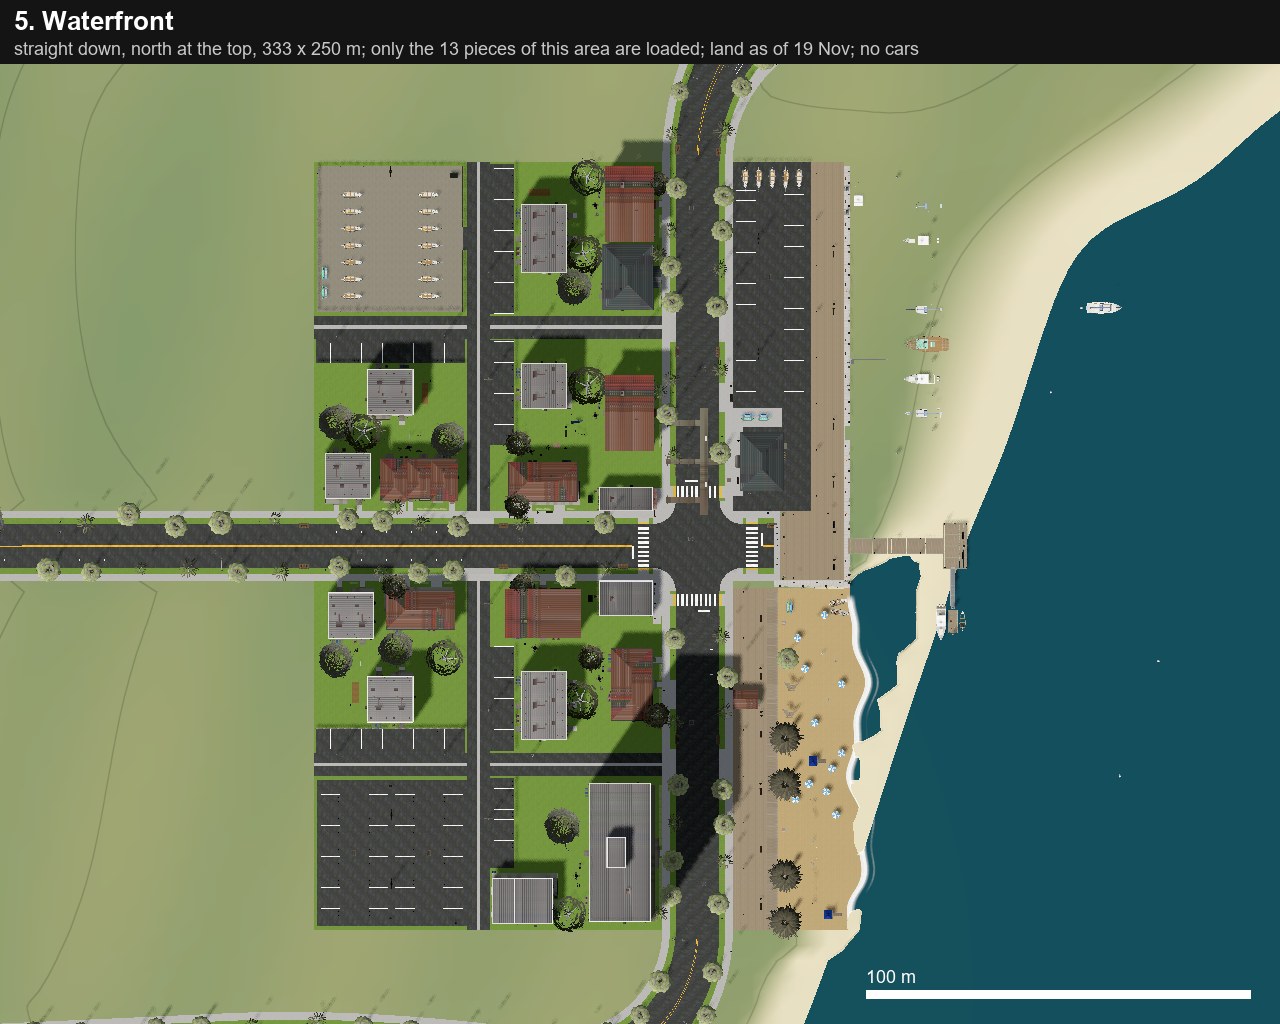 5. Waterfront
straight down, north at the top, 333 x 250 m; only the 13 pieces of this area are loaded; land as of 19 Nov; no cars
100 m